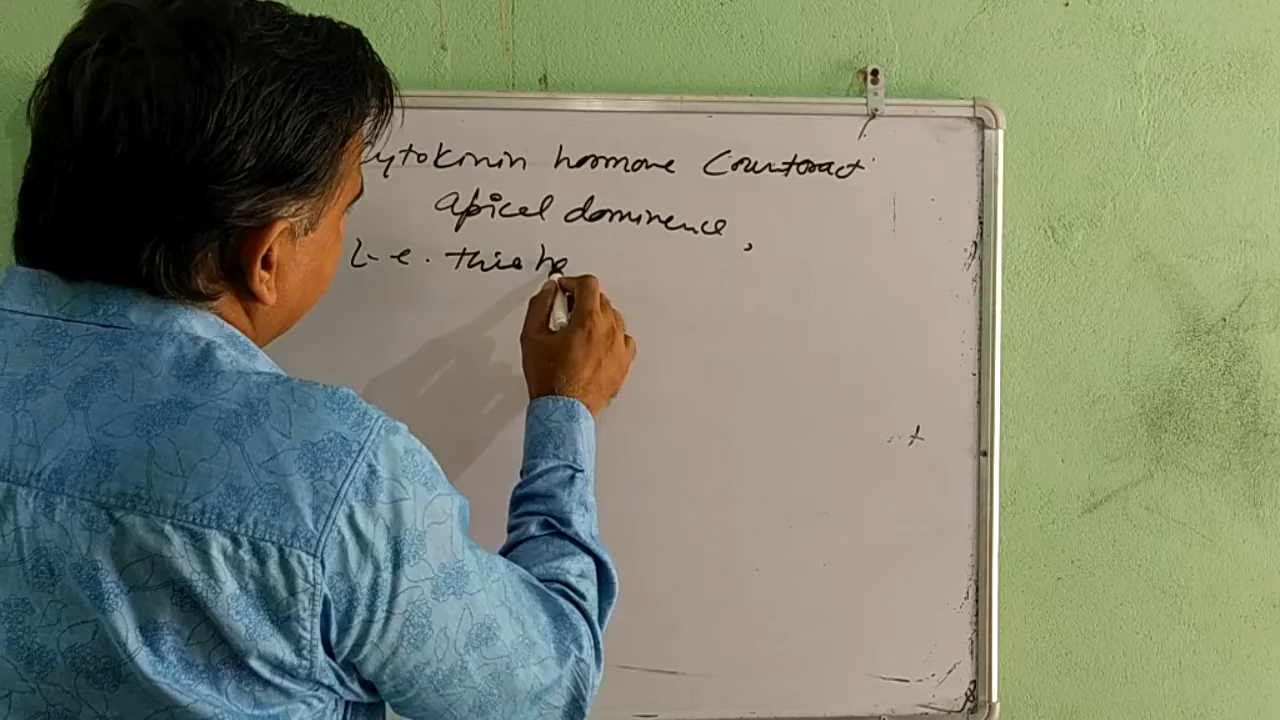 ytokinin hormone Counteract
apical dominence,
i.e. this ho